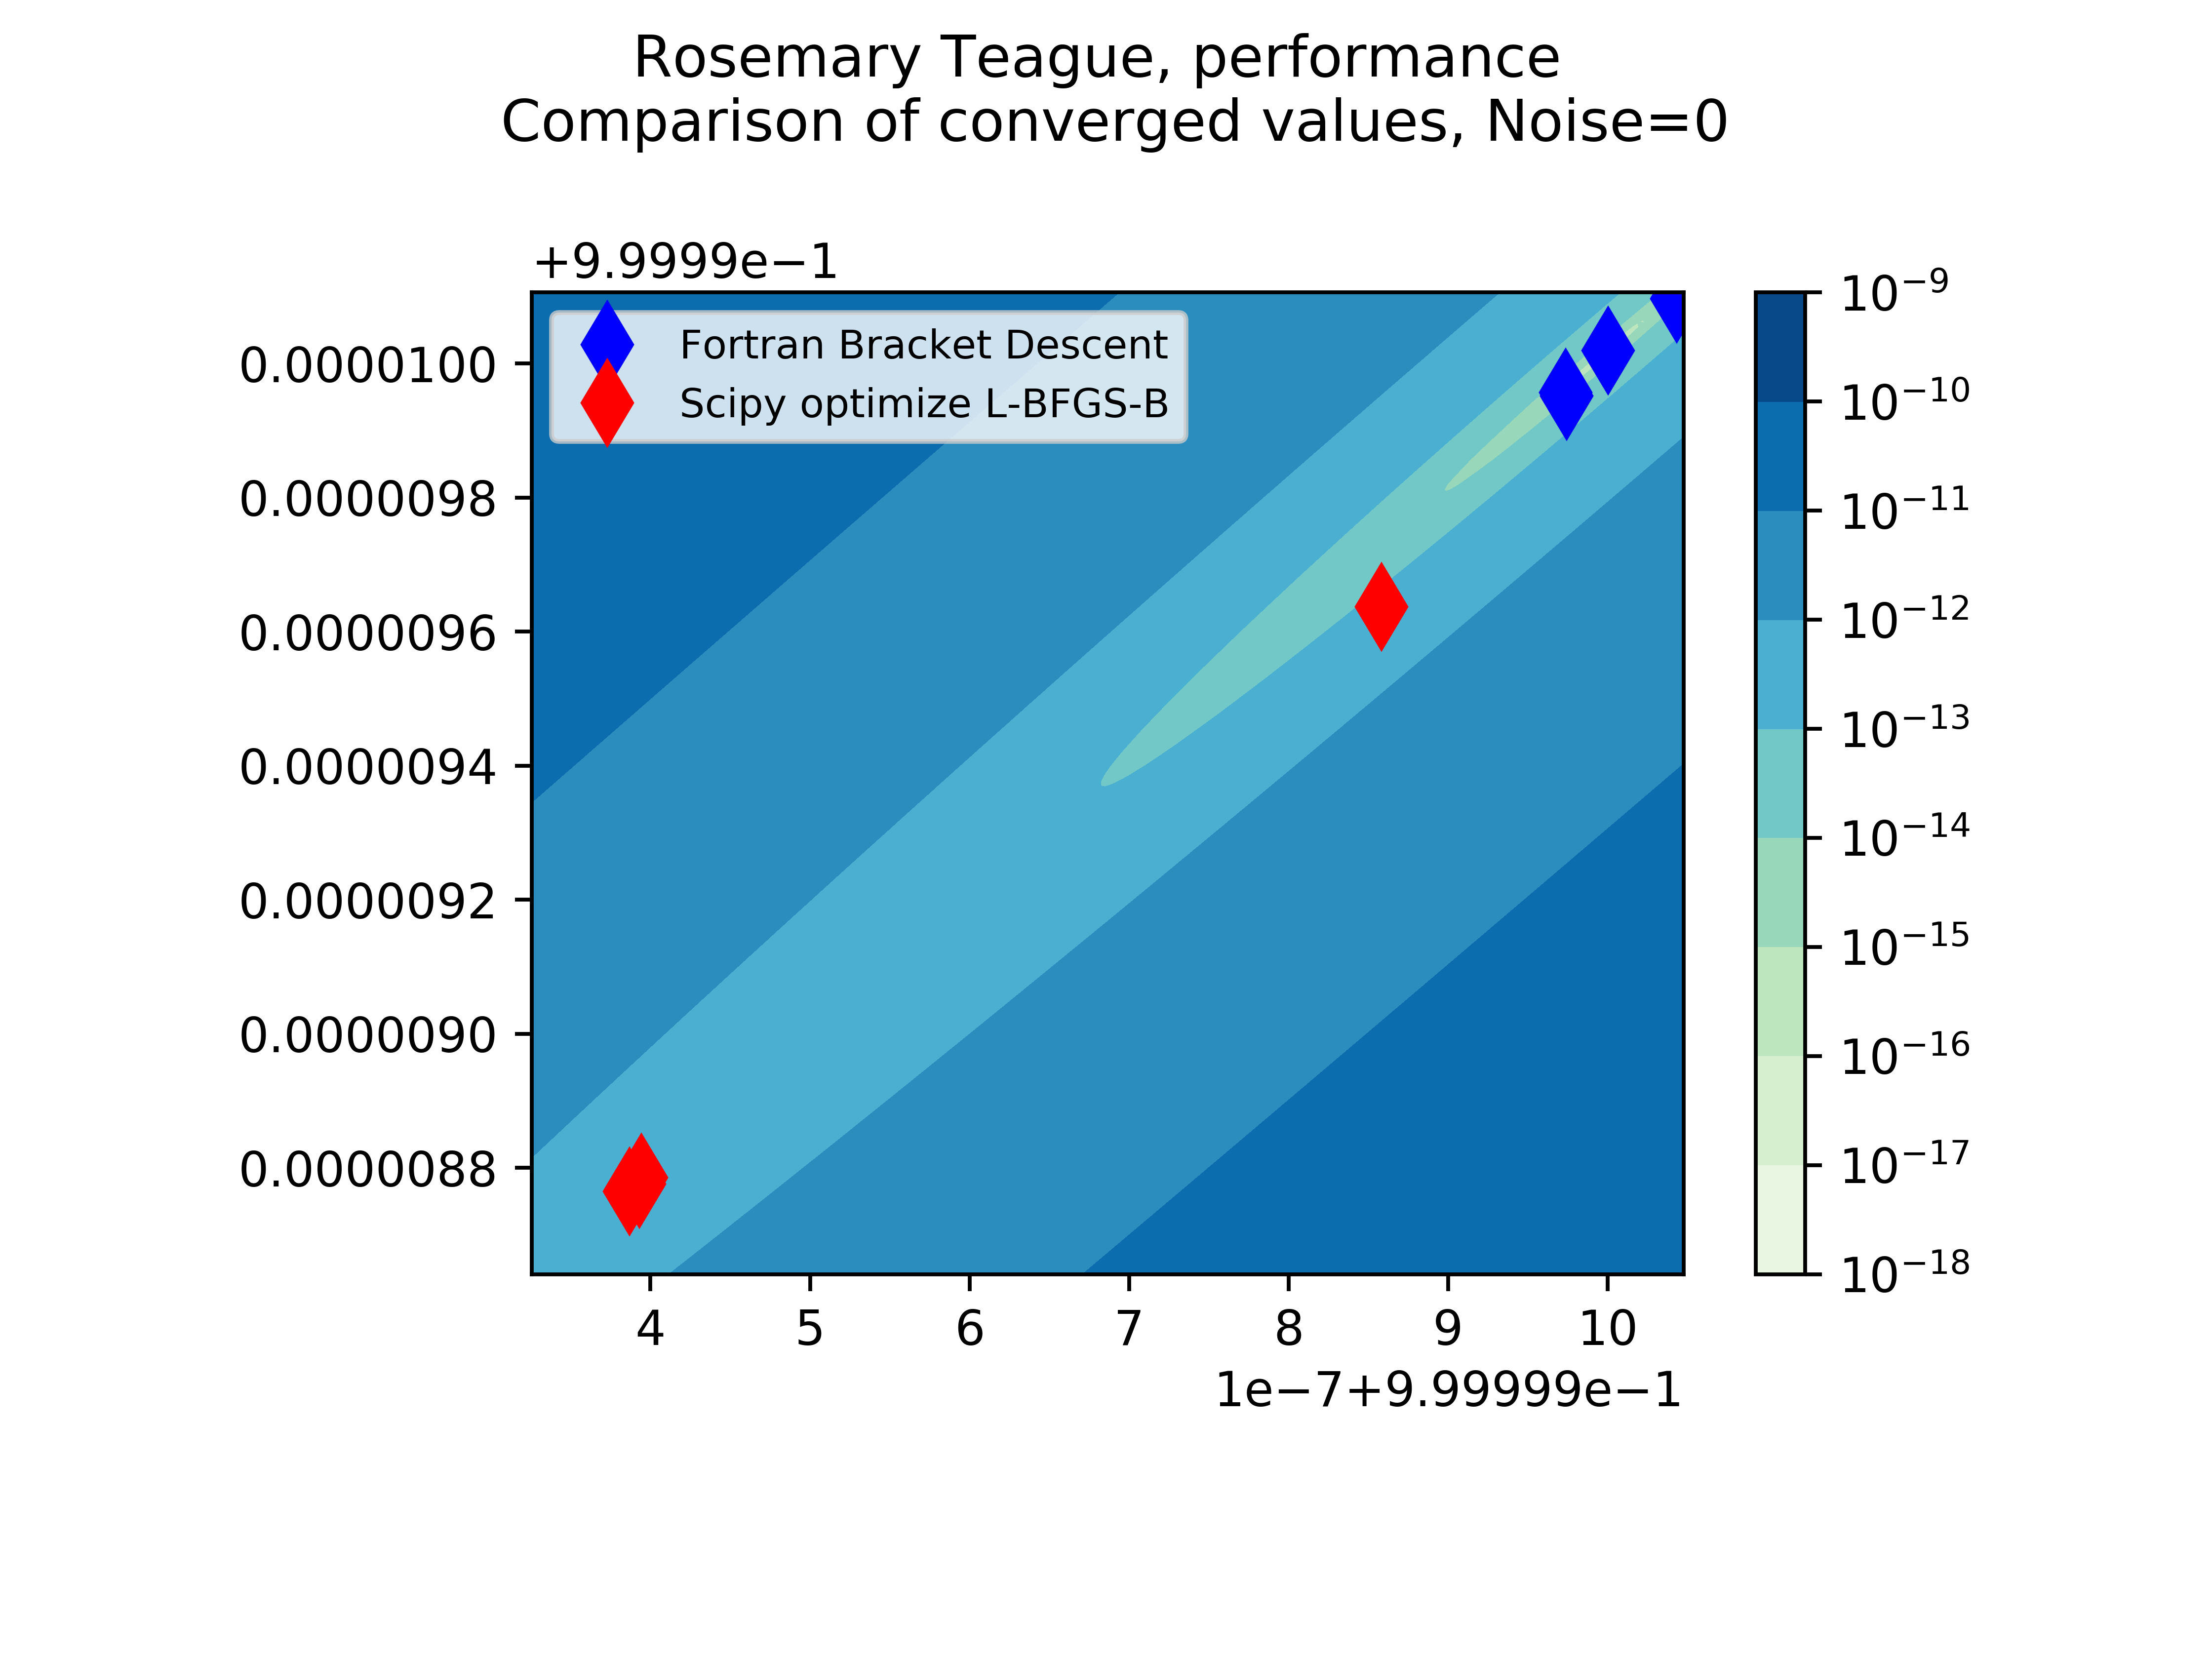 Rosemary Teague, performance
Comparison of converged values, Noise=0
+9.9999e−1
Fortran Bracket Descent
Scipy optimize L-BFGS-B
0.0000100
0.0000098
0.0000096
0.0000094
0.0000092
0.0000090
0.0000088
4 5 6 7 8 9 10
1e−7+9.99999e−1
10⁻⁹
10⁻¹⁰
10⁻¹¹
10⁻¹²
10⁻¹³
10⁻¹⁴
10⁻¹⁵
10⁻¹⁶
10⁻¹⁷
10⁻¹⁸